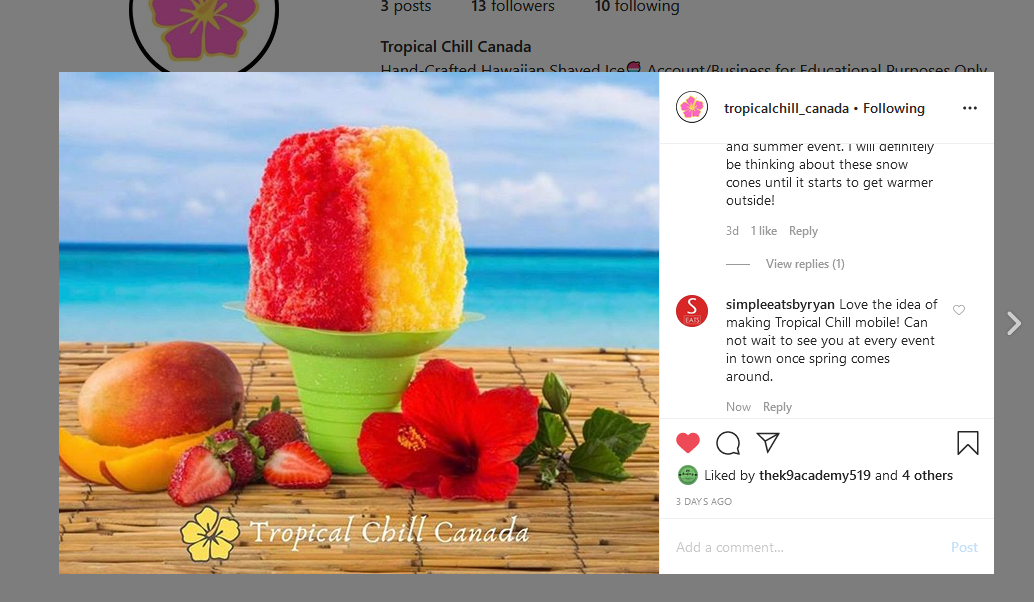 3 posts 13 followers 10 following
Tropical Chill Canada
Hand-Crafted Hawaiian Shaved Ice🍧 Account/Business for Educational Purposes Only
tropicalchill_canada • Following
and summer event. I will definitely
be thinking about these snow
cones until it starts to get warmer
outside!
3d 1 like Reply
View replies (1)
S
EATS
simpleeatsbyryan Love the idea of
making Tropical Chill mobile! Can
not wait to see you at every event
in town once spring comes
around.
Now Reply
Liked by thek9academy519 and 4 others
3 DAYS AGO
Add a comment... Post
Tropical Chill Canada